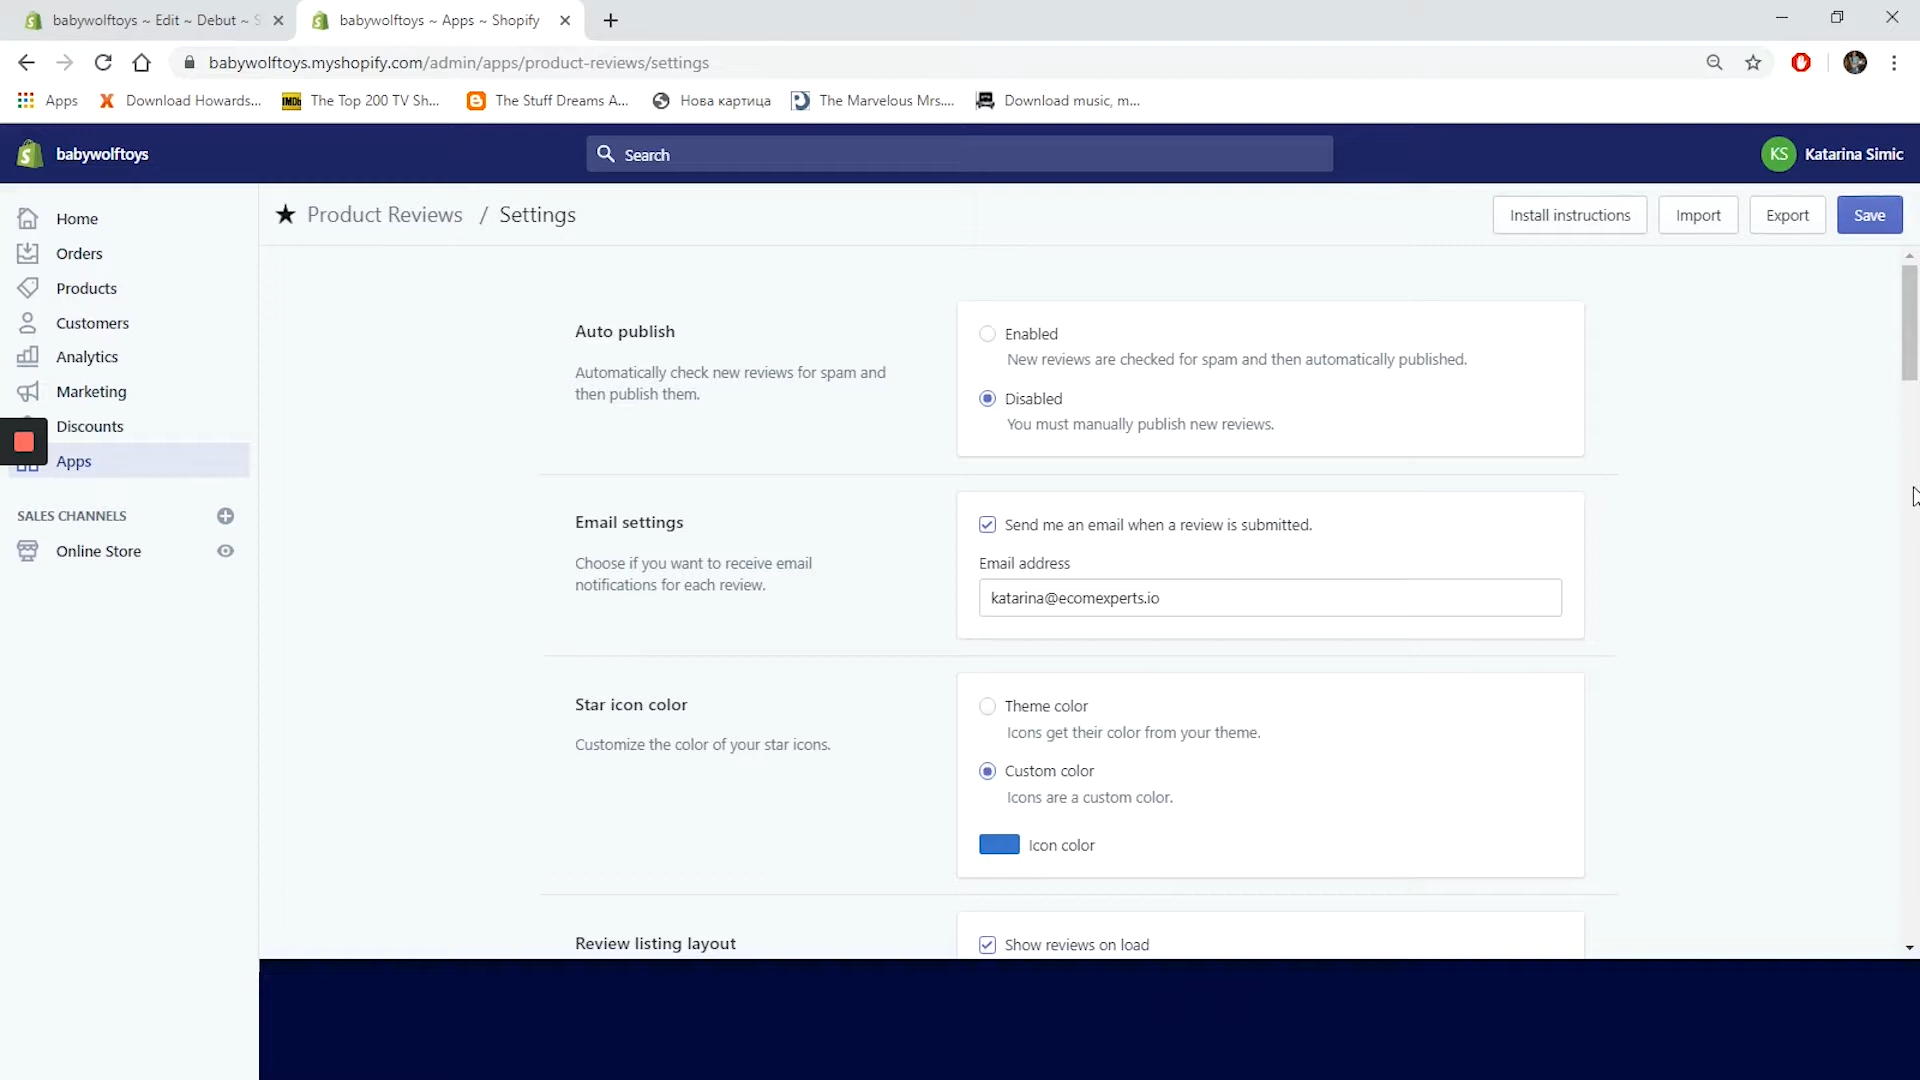 babywolftoys ~ Edit ~ Debut ~ S
babywolftoys ~ Apps ~ Shopify
babywolftoys.myshopify.com/admin/apps/product-reviews/settings
Apps
Download Howards...
IMDb
The Top 200 TV Sh...
The Stuff Dreams A...
Нова картица
The Marvelous Mrs....
Download music, m...
babywolftoys
Search
KS
Katarina Simic
Home
Orders
Products
Customers
Analytics
Marketing
Discounts
Apps
SALES CHANNELS
Online Store
Product Reviews / Settings
Install instructions
Import
Export
Save
Auto publish
Automatically check new reviews for spam and
then publish them.
Enabled
New reviews are checked for spam and then automatically published.
Disabled
You must manually publish new reviews.
Email settings
Choose if you want to receive email
notifications for each review.
Send me an email when a review is submitted.
Email address
katarina@ecomexperts.io
Star icon color
Customize the color of your star icons.
Theme color
Icons get their color from your theme.
Custom color
Icons are a custom color.
Icon color
Review listing layout
Show reviews on load